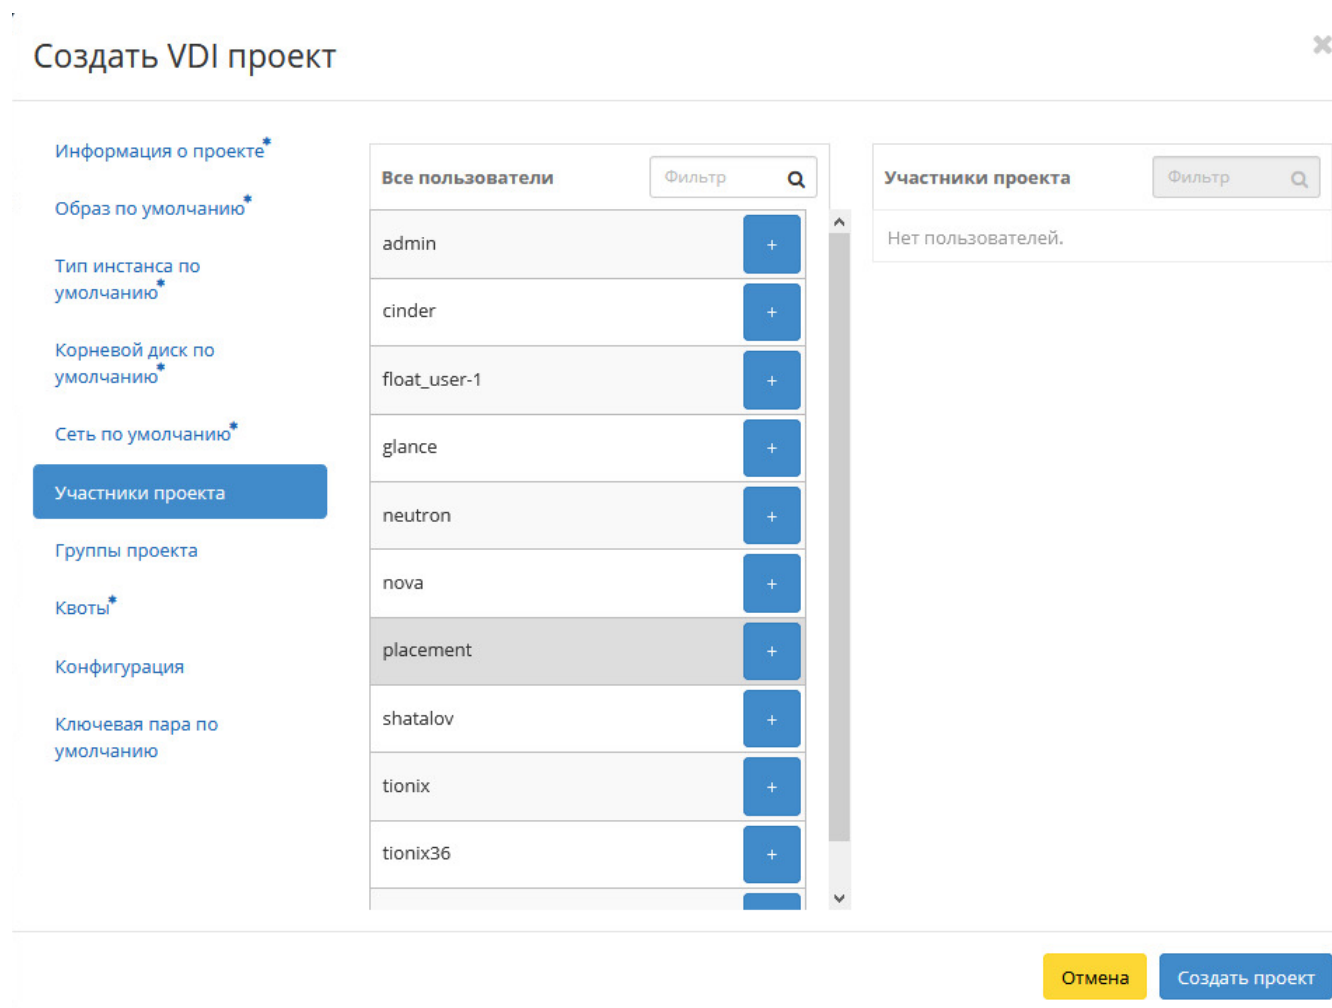 Создать VDI проект
×
Информация о проекте*
Образ по умолчанию*
Тип инстанса по
умолчанию*
Корневой диск по
умолчанию*
Сеть по умолчанию*
Участники проекта
Группы проекта
Квоты*
Конфигурация
Ключевая пара по
умолчанию
Все пользователи
Фильтр
admin +
cinder +
float_user-1 +
glance +
neutron +
nova +
placement +
shatalov +
tionix +
tionix36 +
Участники проекта
Фильтр
Нет пользователей.
Отмена
Создать проект